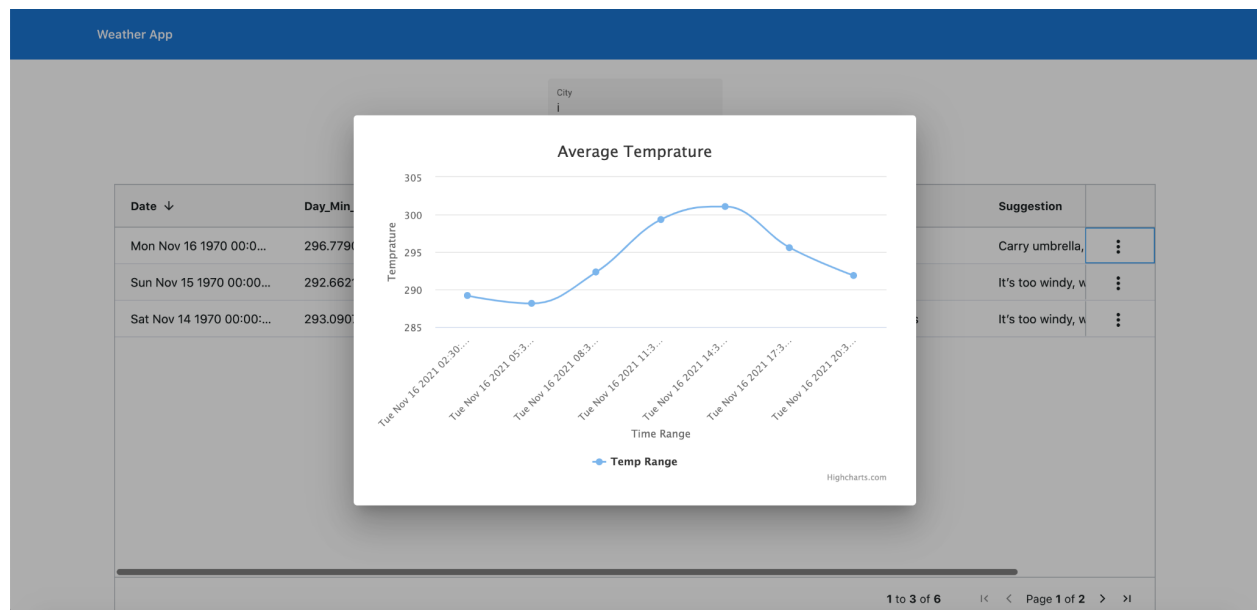 Weather App
City
i
Average Temprature
305
300
295
290
285
Temprature
Tue Nov 16 2021 02:30:...
Tue Nov 16 2021 05:3...
Tue Nov 16 2021 08:3...
Tue Nov 16 2021 11:3...
Tue Nov 16 2021 14:3...
Tue Nov 16 2021 17:3...
Tue Nov 16 2021 20:3...
Time Range
Temp Range
Highcharts.com
Date Day_Min_ Suggestion
Mon Nov 16 1970 00:0... 296.7790 Carry umbrella,
Sun Nov 15 1970 00:00... 292.662 It's too windy, w
Sat Nov 14 1970 00:00:... 293.090 s It's too windy, w
1 to 3 of 6 Page 1 of 2